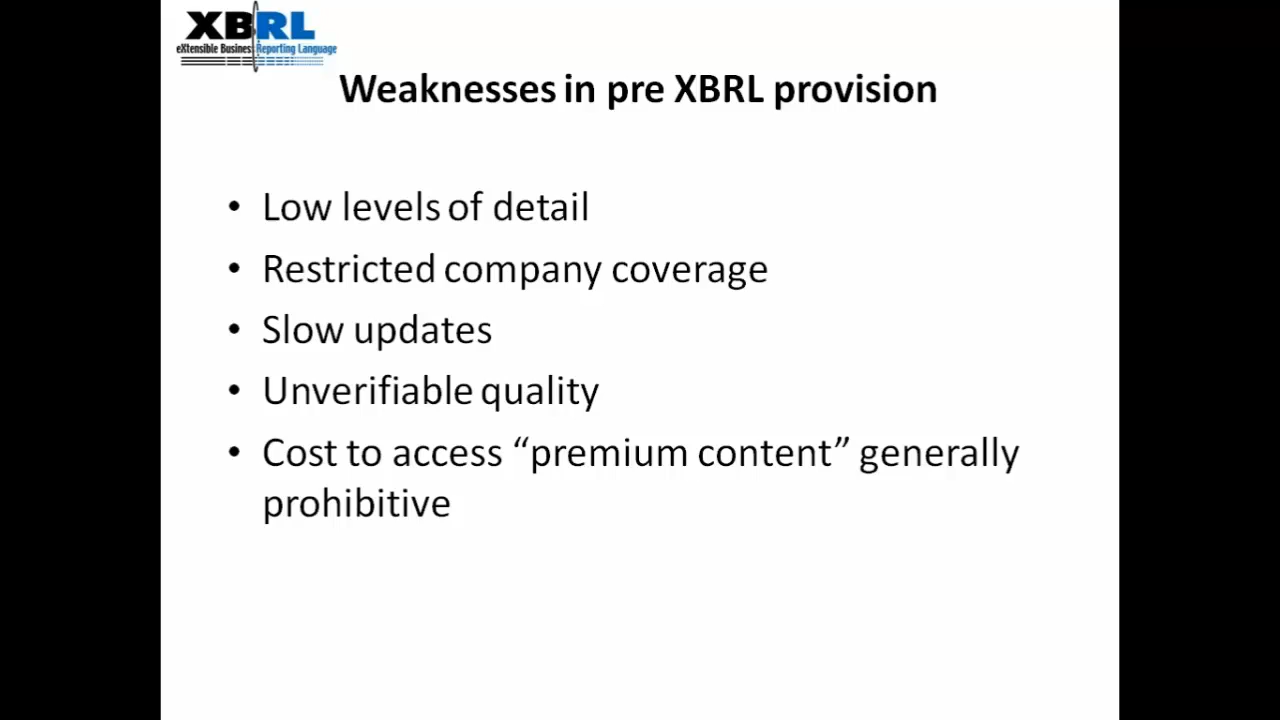 XBRL
eXtensible Business Reporting Language
Weaknesses in pre XBRL provision
• Low levels of detail
• Restricted company coverage
• Slow updates
• Unverifiable quality
• Cost to access “premium content” generally
prohibitive